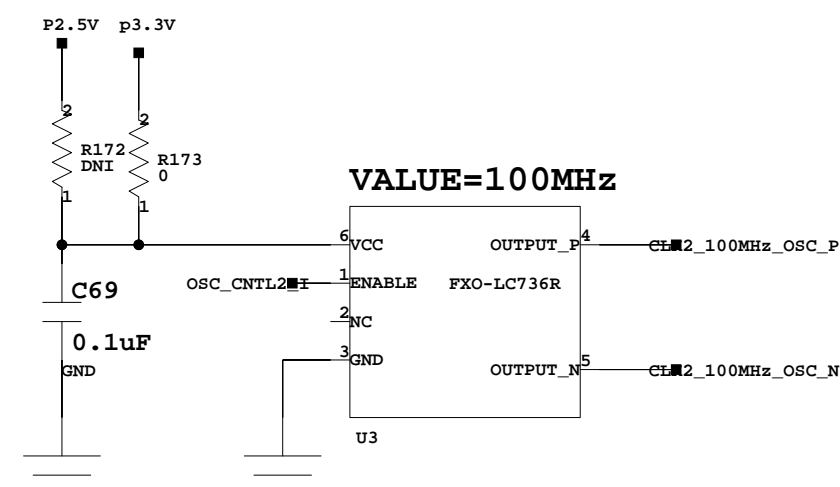 P2.5V p3.3V
2
2
R172
DNI
R173
0
1
1
VALUE=100MHz
6
VCC
OUTPUT_P
4
OSC_CNTL2_I
1
ENABLE
FXO-LC736R
C69
2
NC
0.1uF
3
GND
GND
OUTPUT_N
5
CLK2_100MHz_OSC_P
CLK2_100MHz_OSC_N
U3